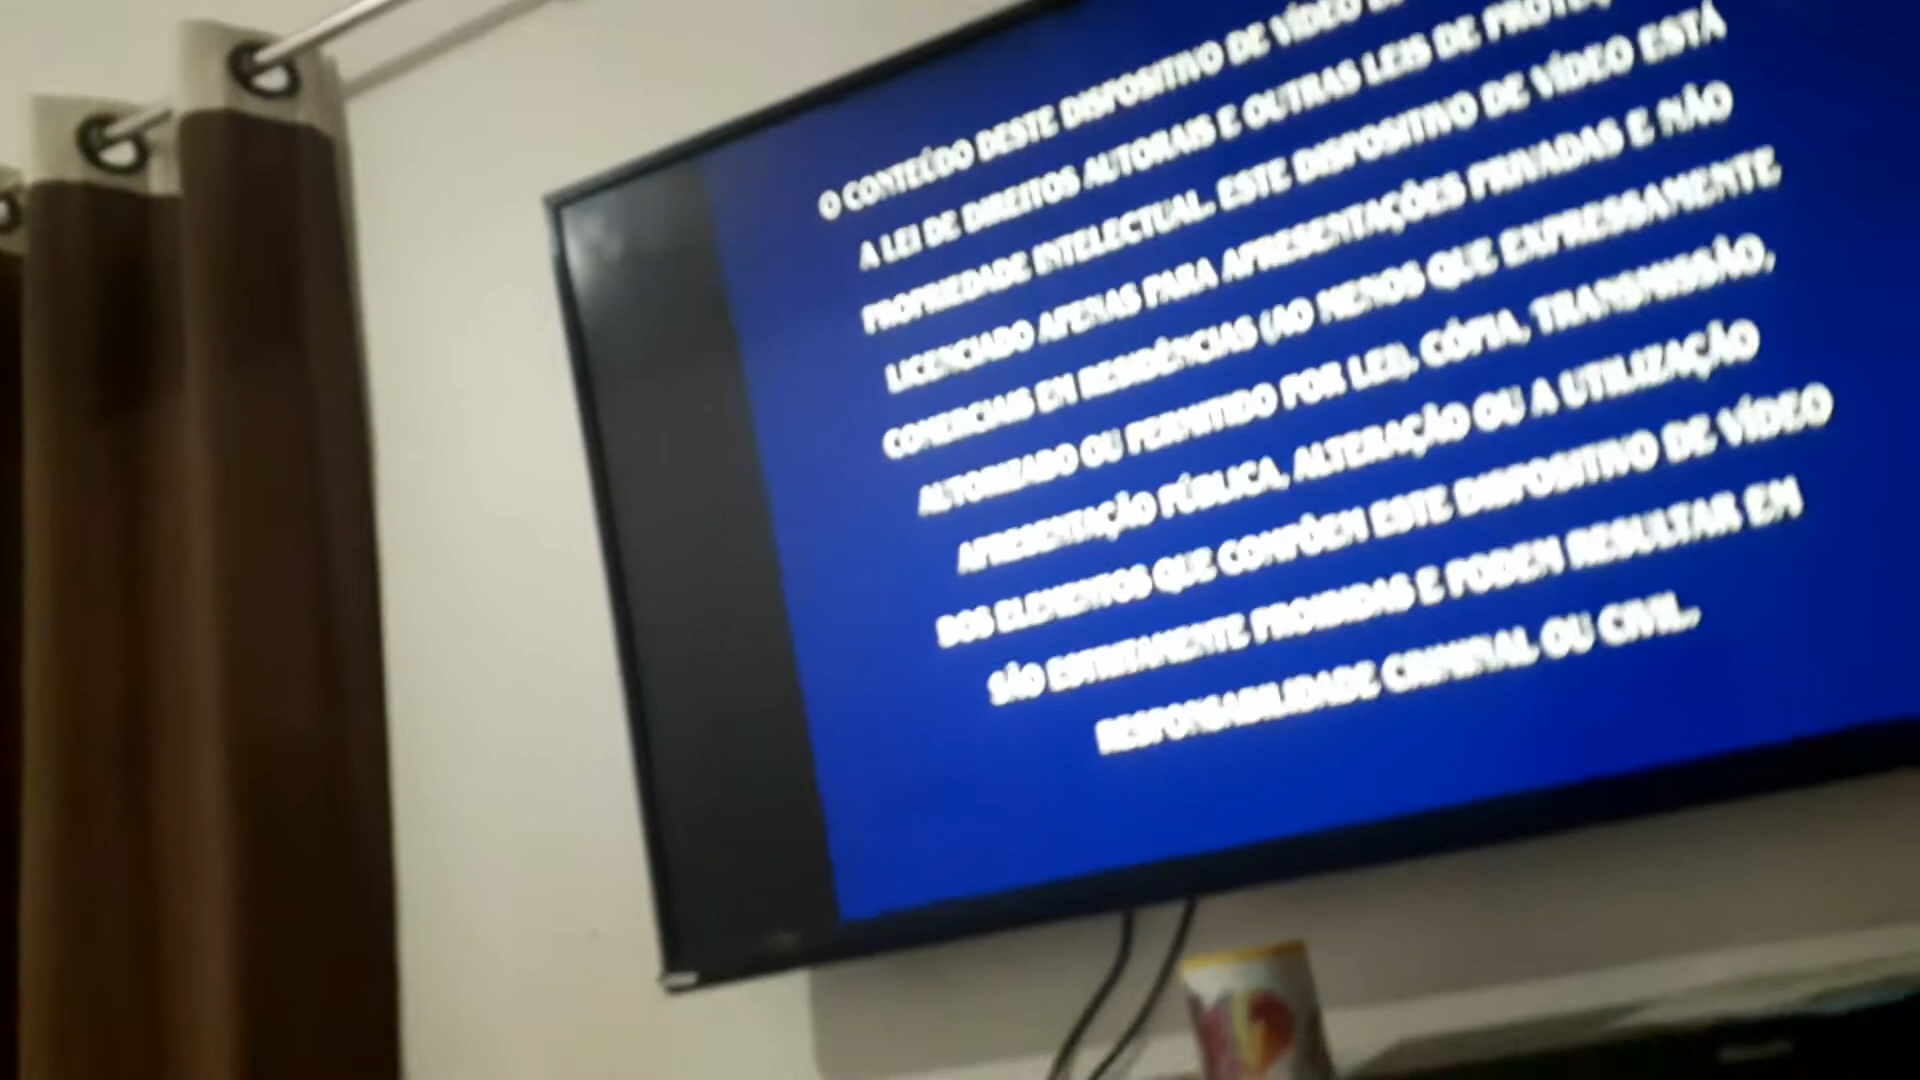 O CONTEÚDO DESTE DISPOSITIVO DE VÍDEO
A LEI DE DIREITOS AUTORAIS E OUTRAS LEIS DE
PROPRIEDADE INTELECTUAL. ESTE DISPOSITIVO DE VÍDEO ESTÁ
LICENCIADO APENAS PARA APRESENTAÇÕES PRIVADAS E NÃO
COMERCIAIS EM RESIDÊNCIAS (AO MENOS QUE EXPRESSAMENTE
AUTORIZADO OU PERMITIDO POR LEI). CÓPIA, TRANSMISSÃO,
APRESENTAÇÃO PÚBLICA, ALTERAÇÃO OU A UTILIZAÇÃO
DOS ELEMENTOS QUE COMPÕEM ESTE DISPOSITIVO DE VÍDEO
SÃO ESTRITAMENTE PROIBIDAS E PODEM RESULTAR EM
RESPONSABILIDADE CRIMINAL OU CIVIL.